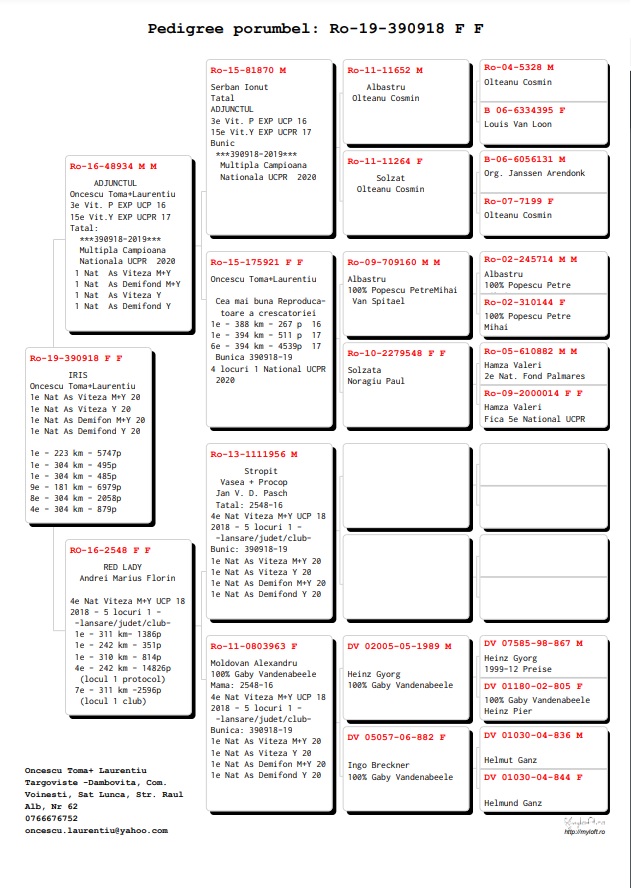 Pedigree porumbel: Ro-19-390918 F F
Ro-19-390918 F F
IRIS
Oncescu Toma+Laurentiu
1e Nat As Viteza M+Y 20
1e Nat As Viteza Y 20
1e Nat As Demifon M+Y 20
1e Nat As Demifond Y 20
1e - 223 km - 5747p
1e - 304 km - 495p
1e - 304 km - 485p
9e - 181 km - 6979p
8e - 304 km - 2058p
4e - 304 km - 879p
Ro-16-48934 M M
ADJUNCTUL
Oncescu Toma+Laurentiu
3e Vit. P EXP UCP 16
15e Vit.Y EXP UCPR 17
Tatal:
***390918-2019***
Multipla Campioana
Nationala UCPR 2020
1 Nat As Viteza M+Y
1 Nat As Demifond M+Y
1 Nat As Viteza Y
1 Nat As Demifond Y
RO-16-2548 F F
RED LADY
Andrei Marius Florin
4e Nat Viteza M+Y UCP 18
2018 - 5 locuri 1 -
-lansare/judet/club-
1e - 311 km- 1386p
1e - 242 km - 351p
1e - 310 km - 814p
4e - 242 km - 14826p
(locul 1 protocol)
7e - 311 km -2596p
(locul 1 club)
Ro-15-81870 M
Serban Ionut
Tatal
ADJUNCTUL
3e Vit. P EXP UCP 16
15e Vit.Y EXP UCPR 17
Bunic
***390918-2019***
Multipla Campioana
Nationala UCPR 2020
Ro-15-175921 F F
Oncescu Toma+Laurentiu
Cea mai buna Reproduca-
toare a crescatoriei
1e - 388 km - 267 p 16
1e - 394 km - 511 p 17
6e - 394 km - 4539p 17
Bunica 390918-19
4 locuri 1 National UCPR
2020
Ro-13-1111956 M
Stropit
Vasea + Procop
Jan V. D. Pasch
Tatal: 2548-16
4e Nat Viteza M+Y UCP 18
2018 - 5 locuri 1 -
-lansare/judet/club-
Bunic: 390918-19
1e Nat As Viteza M+Y 20
1e Nat As Viteza Y 20
1e Nat As Demifon M+Y 20
1e Nat As Demifond Y 20
Ro-11-0803963 F
Moldovan Alexandru
100% Gaby Vandenabeele
Mama: 2548-16
4e Nat Viteza M+Y UCP 18
2018 - 5 locuri 1 -
-lansare/judet/club-
Bunica: 390918-19
1e Nat As Viteza M+Y 20
1e Nat As Viteza Y 20
1e Nat As Demifon M+Y 20
1e Nat As Demifond Y 20
Ro-11-11652 M
Albastru
Olteanu Cosmin
Ro-11-11264 F
Solzat
Olteanu Cosmin
Ro-09-709160 M M
Albastru
100% Popescu PetreMihai
Van Spitael
Ro-10-2279548 F F
Solzata
Noragiu Paul
DV 02005-05-1989 M
Heinz Gyorg
100% Gaby Vandenabeele
DV 05057-06-882 F
Ingo Breckner
100% Gaby Vandenabeele
Ro-04-5328 M
Olteanu Cosmin
B 06-6334395 F
Louis Van Loon
B-06-6056131 M
Org. Janssen Arendonk
Ro-07-7199 F
Olteanu Cosmin
Ro-02-245714 M M
Albastru
100% Popescu Petre
Ro-02-310144 F
100% Popescu Petre
Mihai
Ro-05-610882 M M
Hamza Valeri
2e Nat. Fond Palmares
Ro-09-2000014 F F
Hamza Valeri
Fica 5e National UCPR
DV 07585-98-867 M
Heinz Gyorg
1999-12 Preise
DV 01180-02-805 F
100% Gaby Vandenabeele
Heinz Pier
DV 01030-04-836 M
Helmut Ganz
DV 01030-04-844 F
Helmund Ganz
Oncescu Toma+ Laurentiu
Targoviste -Dambovita, Com.
Voinesti, Sat Lunca, Str. Raul
Alb, Nr 62
0766676752
oncescu.laurentiu@yahoo.com
http://myloft.ro